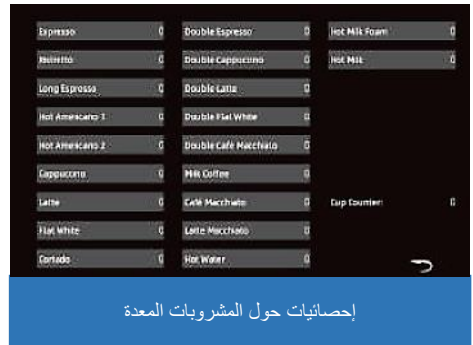 Espresso 0 Double Espresso 0 Hot Milk Foam 0
Ristretto 0 Double Cappuccino 0 Hot Milk 0
Long Espresso 0 Double Latte 0
Hot Americano 1 0 Double Flat White 0
Hot Americano 2 0 Double Café Macchiato 0
Cappuccino 0 Milk Coffee 0
Latte 0 Café Macchiato 0 Cup Counter: 0
Flat White 0 Latte Macchiato 0
Cortado 0 Hot Water 0
إحصائيات حول المشروبات المعدة